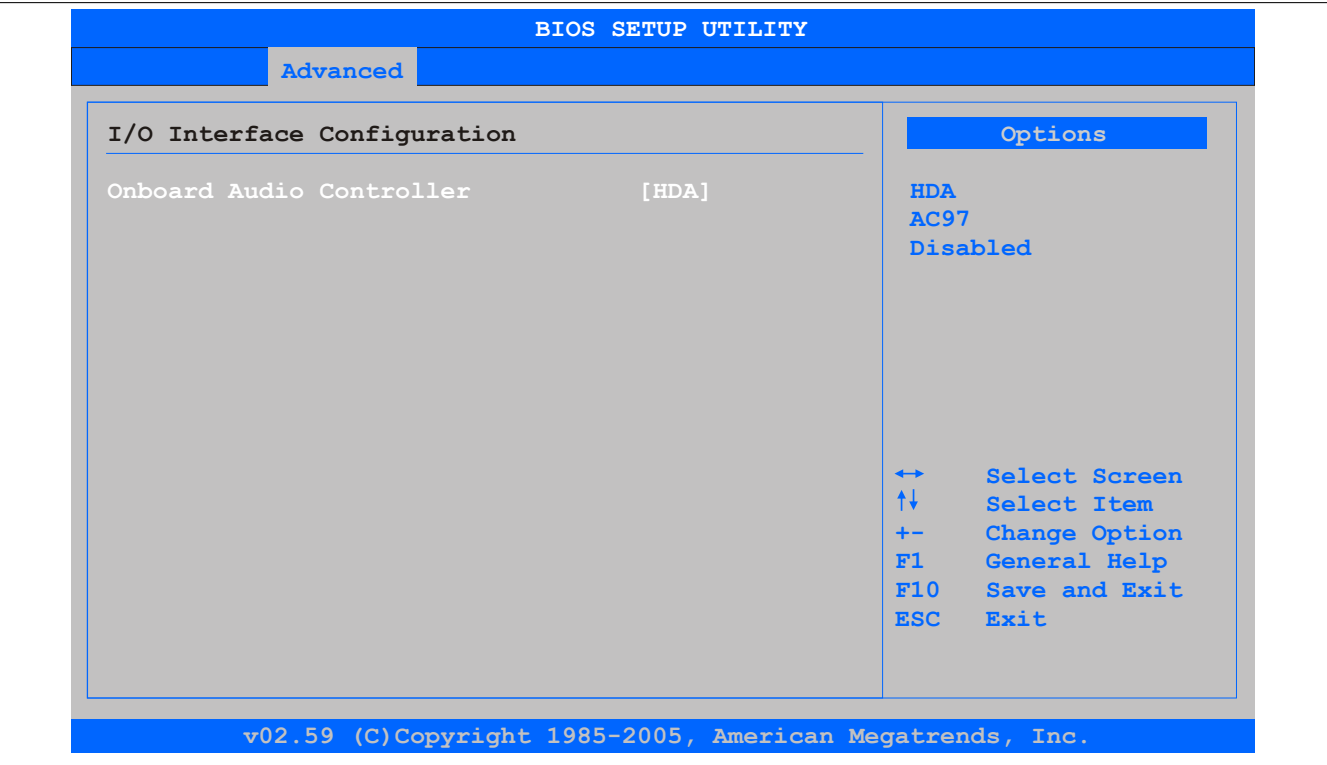 BIOS SETUP UTILITY
Advanced
I/O Interface Configuration
Onboard Audio Controller [HDA]
Options
HDA
AC97
Disabled
←→ Select Screen
↑↓ Select Item
+- Change Option
F1 General Help
F10 Save and Exit
ESC Exit
v02.59 (C)Copyright 1985-2005, American Megatrends, Inc.